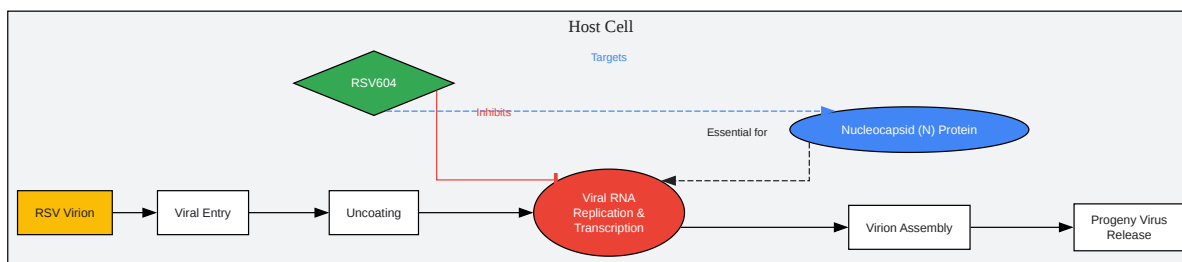 Host Cell
Targets
RSV604
Inhibits
Essential for
Nucleocapsid (N) Protein
RSV Virion
Viral Entry
Uncoating
Viral RNA
Replication &
Transcription
Virion Assembly
Progeny Virus
Release